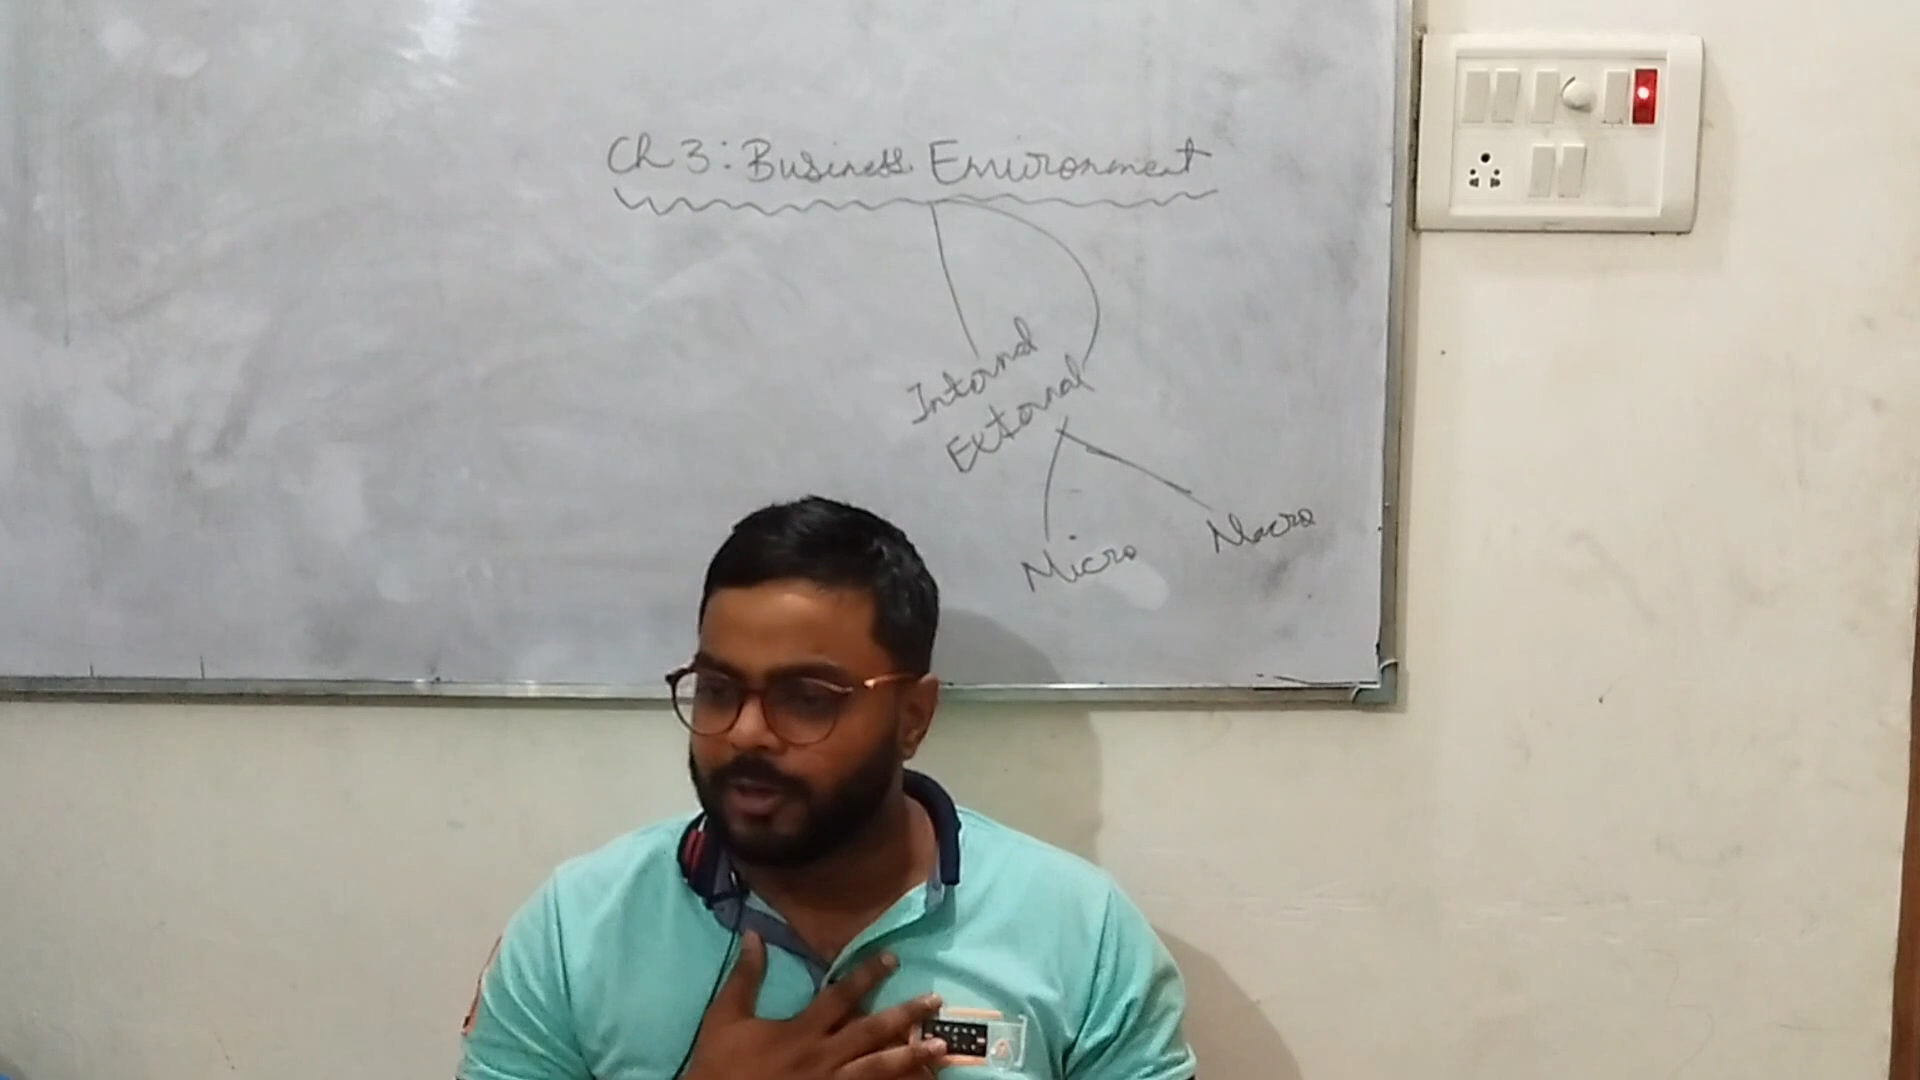 Ch 3: Business Environment
Internal
External
Micro
Macro